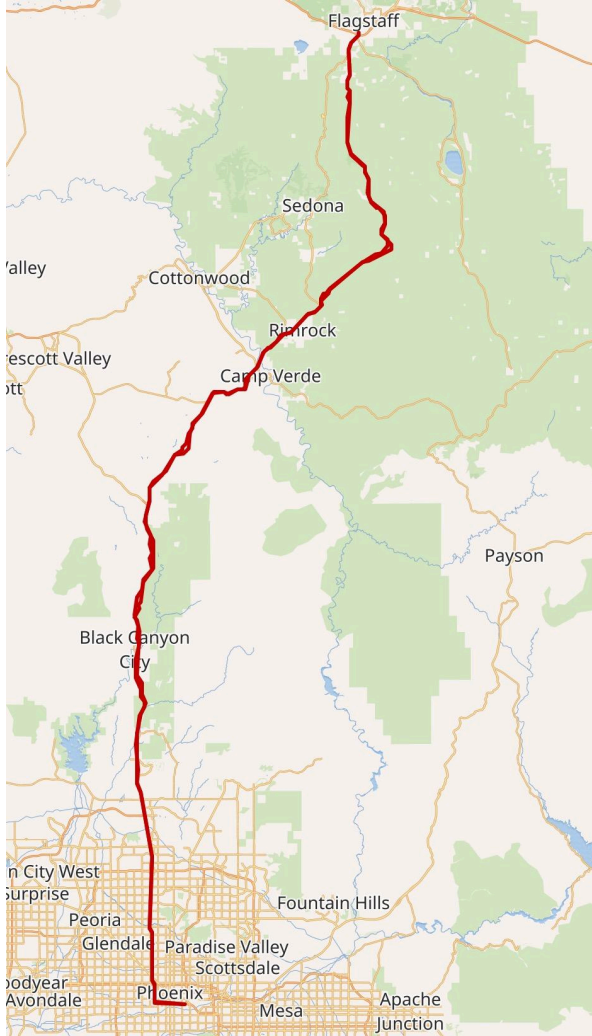 Flagstaff
Sedona
/alley
Cottonwood
Rimrock
rescott Valley
Camp Verde
ott
Payson
Black Canyon
City
n City West
Surprise
Fountain Hills
Peoria
Glendale
Paradise Valley
Scottsdale
oodyear
Phoenix
Avondale
Mesa
Apache
Junction